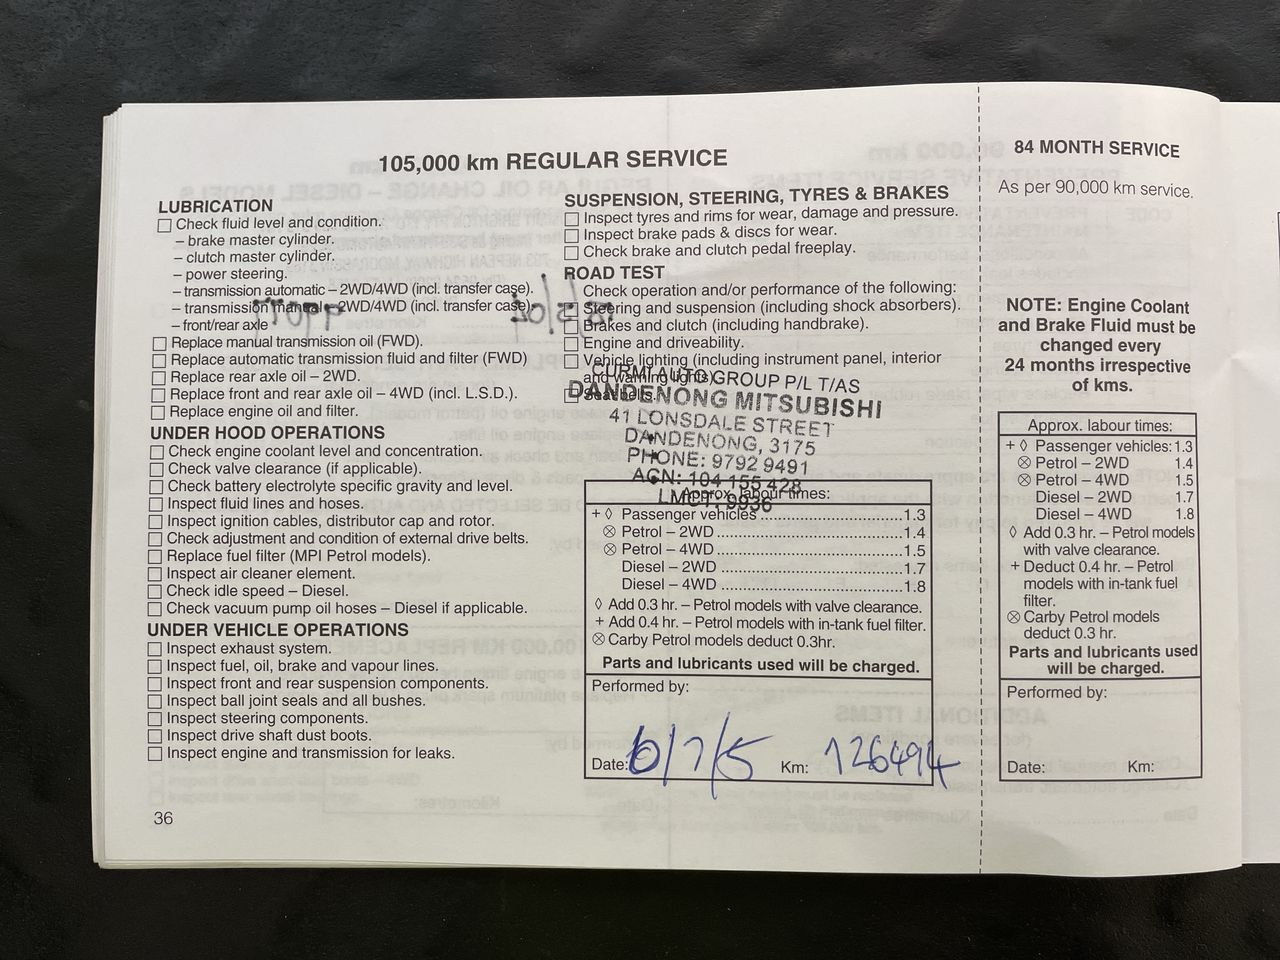 105,000 km REGULAR SERVICE
LUBRICATION
Check fluid level and condition.
– brake master cylinder.
– clutch master cylinder.
– power steering.
– transmission automatic – 2WD/4WD (incl. transfer case).
– transmission manual – 2WD/4WD (incl. transfer case).
– front/rear axle
Replace manual transmission oil (FWD).
Replace automatic transmission fluid and filter (FWD)
Replace rear axle oil – 2WD.
Replace front and rear axle oil – 4WD (incl. L.S.D.).
Replace engine oil and filter.
UNDER HOOD OPERATIONS
Check engine coolant level and concentration.
Check valve clearance (if applicable).
Check battery electrolyte specific gravity and level.
Inspect fluid lines and hoses.
Inspect ignition cables, distributor cap and rotor.
Check adjustment and condition of external drive belts.
Replace fuel filter (MPI Petrol models).
Inspect air cleaner element.
Check idle speed – Diesel.
Check vacuum pump oil hoses – Diesel if applicable.
UNDER VEHICLE OPERATIONS
Inspect exhaust system.
Inspect fuel, oil, brake and vapour lines.
Inspect front and rear suspension components.
Inspect ball joint seals and all bushes.
Inspect steering components.
Inspect drive shaft dust boots.
Inspect engine and transmission for leaks.
36
SUSPENSION, STEERING, TYRES & BRAKES
Inspect tyres and rims for wear, damage and pressure.
Inspect brake pads & discs for wear.
Check brake and clutch pedal freeplay.
ROAD TEST
Check operation and/or performance of the following:
Steering and suspension (including shock absorbers).
Brakes and clutch (including handbrake).
Engine and driveability.
Vehicle lighting (including instrument panel, interior
and warning lights).
Seat belts.
CURMI AUTO GROUP P/L T/AS
DANDENONG MITSUBISHI
41 LONSDALE STREET
DANDENONG, 3175
PHONE: 9792 9491
ACN: 104 155 428
LMCT: 9936
Approx. labour times:
+ ◊ Passenger vehicles 1.3
⊗ Petrol – 2WD 1.4
⊗ Petrol – 4WD 1.5
Diesel – 2WD 1.7
Diesel – 4WD 1.8
◊ Add 0.3 hr. – Petrol models with valve clearance.
+ Add 0.4 hr. – Petrol models with in-tank fuel filter.
⊗ Carby Petrol models deduct 0.3hr.
Parts and lubricants used will be charged.
Performed by:
Date: 6/7/5 Km: 126494
84 MONTH SERVICE
As per 90,000 km service.
NOTE: Engine Coolant
and Brake Fluid must be
changed every
24 months irrespective
of kms.
Approx. labour times:
+ ◊ Passenger vehicles: 1.3
⊗ Petrol – 2WD 1.4
⊗ Petrol – 4WD 1.5
Diesel – 2WD 1.7
Diesel – 4WD 1.8
◊ Add 0.3 hr. – Petrol models
with valve clearance.
+ Deduct 0.4 hr. – Petrol
models with in-tank fuel
filter.
⊗ Carby Petrol models
deduct 0.3 hr.
Parts and lubricants used
will be charged.
Performed by:
Date: Km: